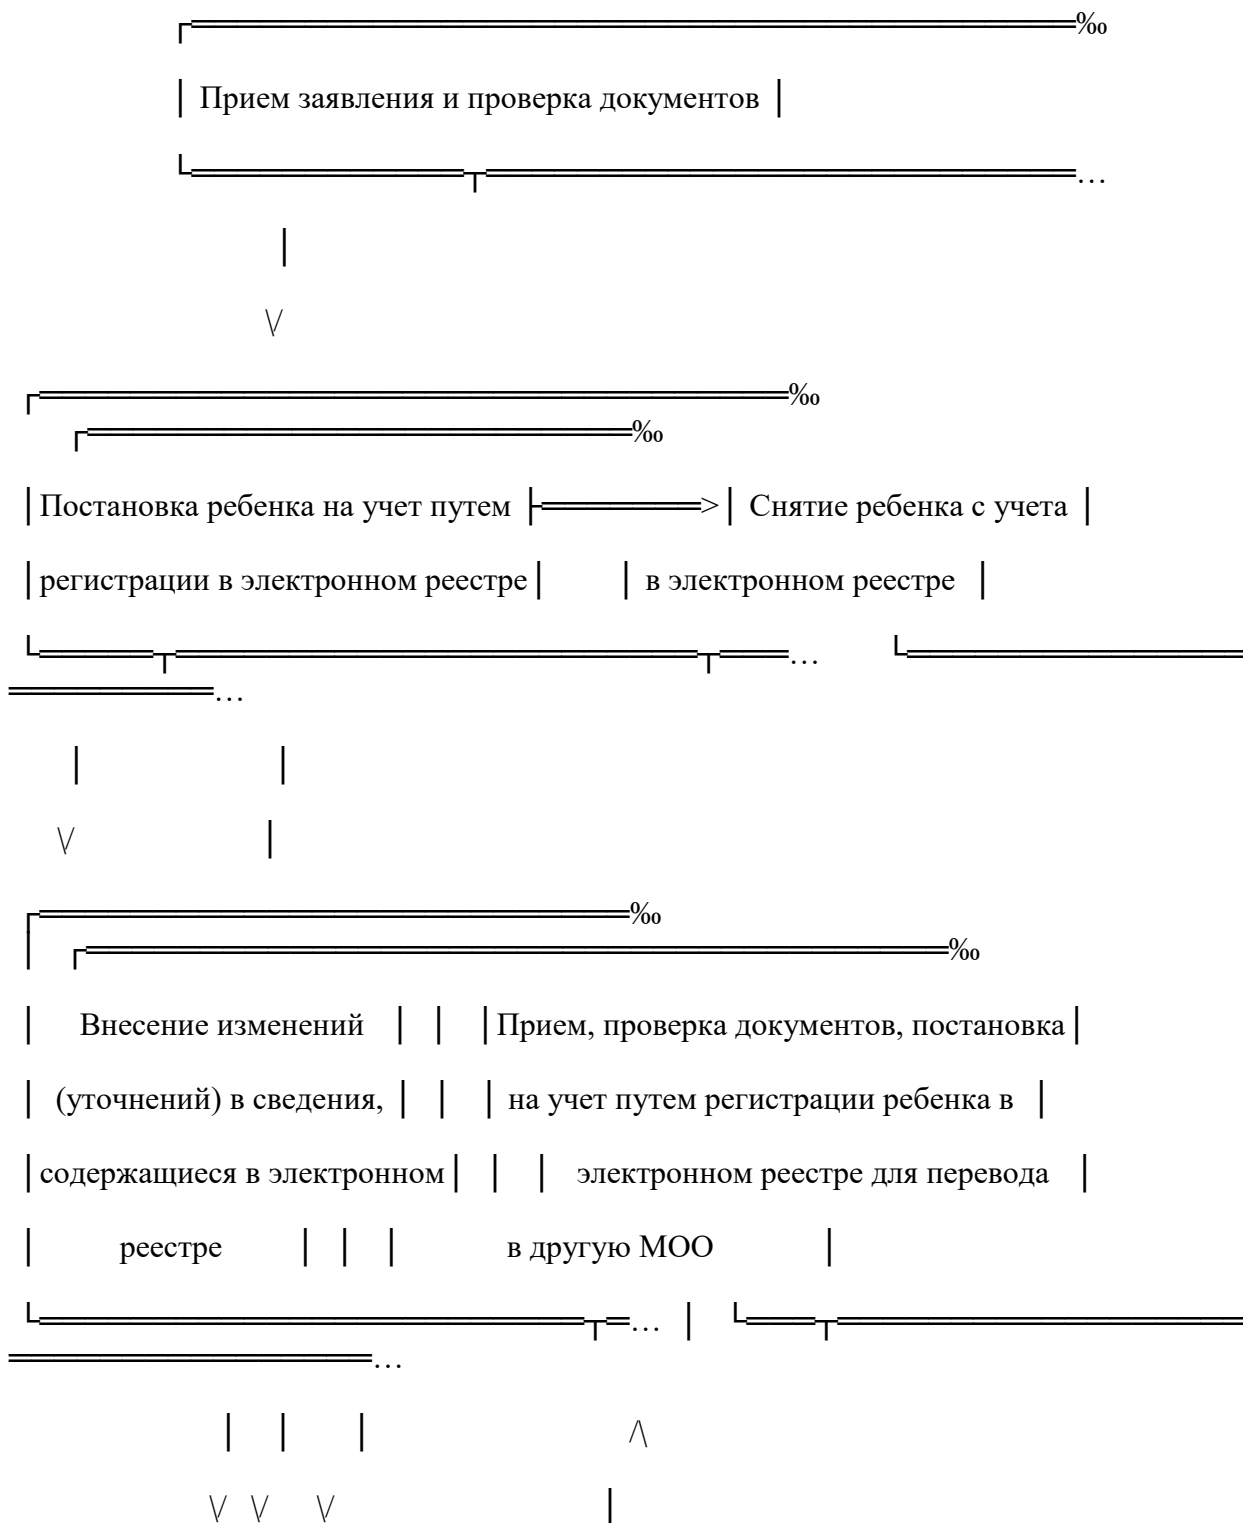 ┌═══════════════════════════════════════‰
│ Прием заявления и проверка документов │
└════════════┬══════════════════════════…
│
\/
┌═════════════════════════════════‰
┌════════════════════════‰
│Постановка ребенка на учет путем ├═══════>│ Снятие ребенка с учета │
│регистрации в электронном реестре│ │ в электронном реестре │
└═════┬═══════════════════════┬═══… └═══════════════
═════════…
│ │
\/ │
┌══════════════════════════‰
│ ┌══════════════════════════════════════‰
│ Внесение изменений │ │ │Прием, проверка документов, постановка│
│ (уточнений) в сведения, │ │ │ на учет путем регистрации ребенка в │
│содержащиеся в электронном│ │ │ электронном реестре для перевода │
│ реестре │ │ │ в другую МОО │
└════════════════════════┬═… │ └═══┬══════════════════
════════════════…
│ │ │ /\
\/ \/ \/ │